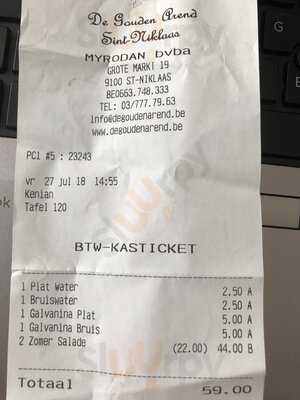 De Gouden Arend
Sint-Niklaas
MYRODAN bvba
GROTE MARKT 19
9100 ST-NIKLAAS
BE0663.748.333
TEL: 03/777.79.63
info@degoudenarend.be
www.degoudenarend.be
PC1 #5 : 23243
vr 27 jul 18 14:55
Kenian
Tafel 120
BTW-KASTICKET
1 Plat Water 2.50 A
1 Bruiswater 2.50 A
1 Galvanina Plat 5.00 A
1 Galvanina Bruis 5.00 A
2 Zomer Salade (22.00) 44.00 B
Totaal 59.00